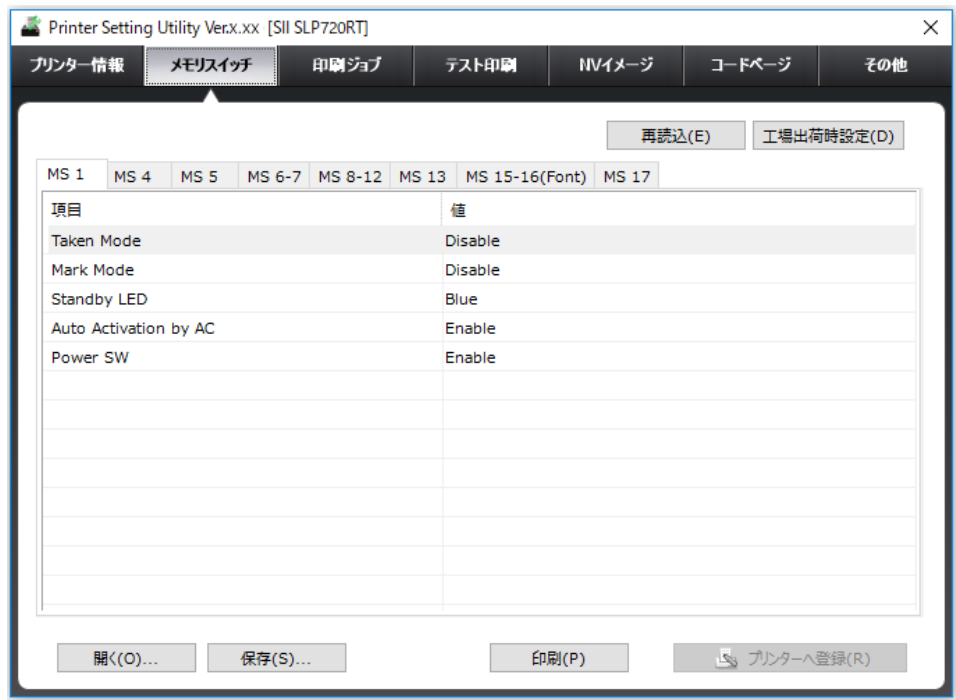 Printer Setting Utility Ver.x.xx [SII SLP720RT]
プリンター情報 メモリスイッチ 印刷ジョブ テスト印刷 NVイメージ コードページ その他
再読込(E) 工場出荷時設定(D)
MS 1 MS 4 MS 5 MS 6-7 MS 8-12 MS 13 MS 15-16(Font) MS 17
項目 値
Taken Mode Disable
Mark Mode Disable
Standby LED Blue
Auto Activation by AC Enable
Power SW Enable
開く(O)... 保存(S)... 印刷(P) プリンターへ登録(R)